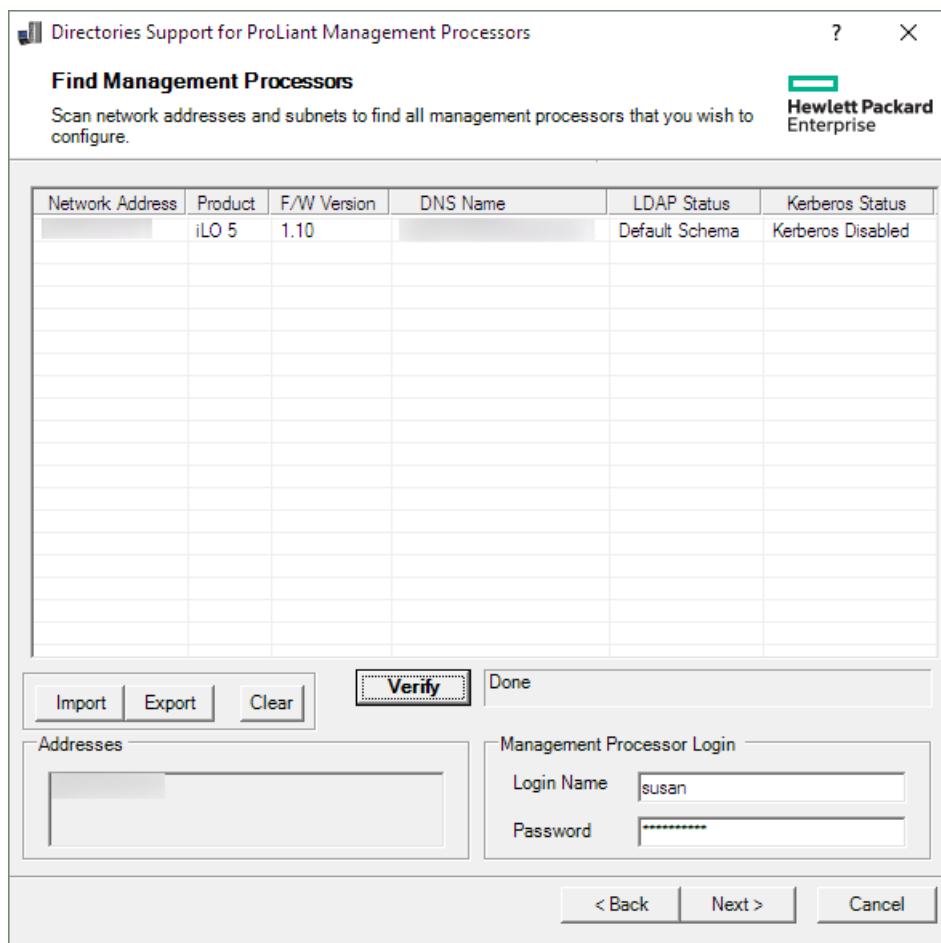 Directories Support for ProLiant Management Processors ?
Find Management Processors
Scan network addresses and subnets to find all management processors that you wish to
configure.
Hewlett Packard
Enterprise
Network Address Product F/W Version DNS Name LDAP Status Kerberos Status
iLO 5 1.10 Default Schema Kerberos Disabled
Import Export Clear Verify Done
Addresses
Management Processor Login
Login Name susan
Password **********
< Back Next > Cancel